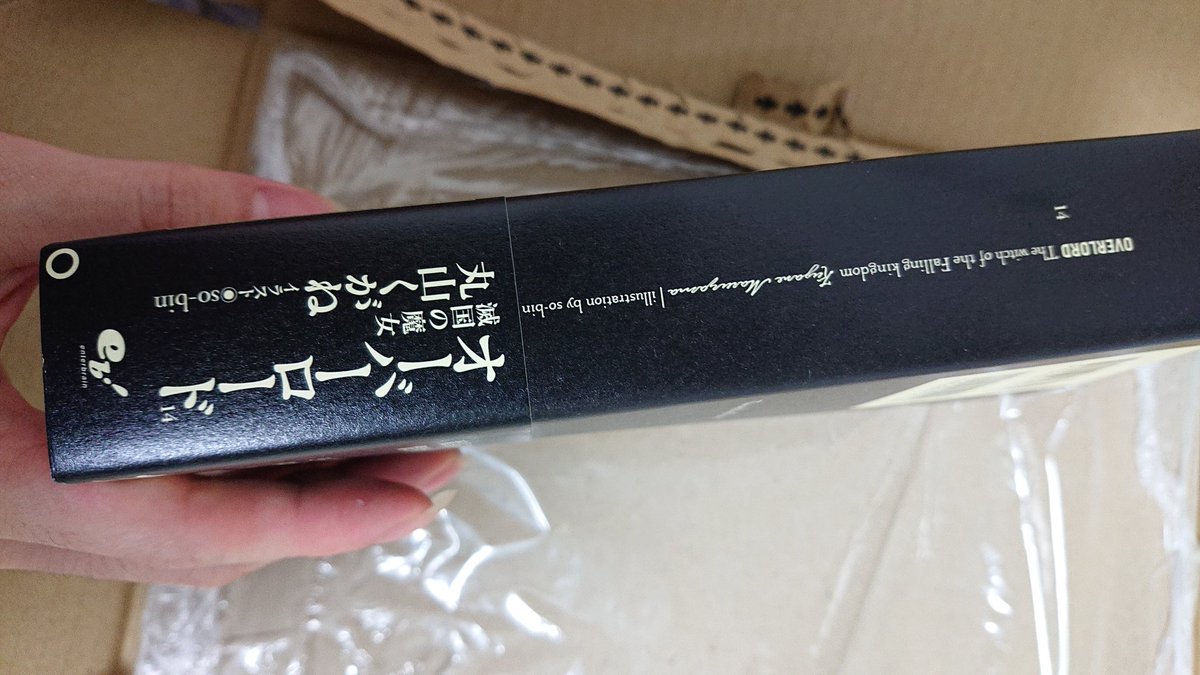 14
OVERLORD The witch of the Falling kingdom Kugane Maruyama | illustration by so-bin
オーバーロード 14
滅国の魔女
丸山くがね
イラスト◉so-bin
eb!
enterbrain